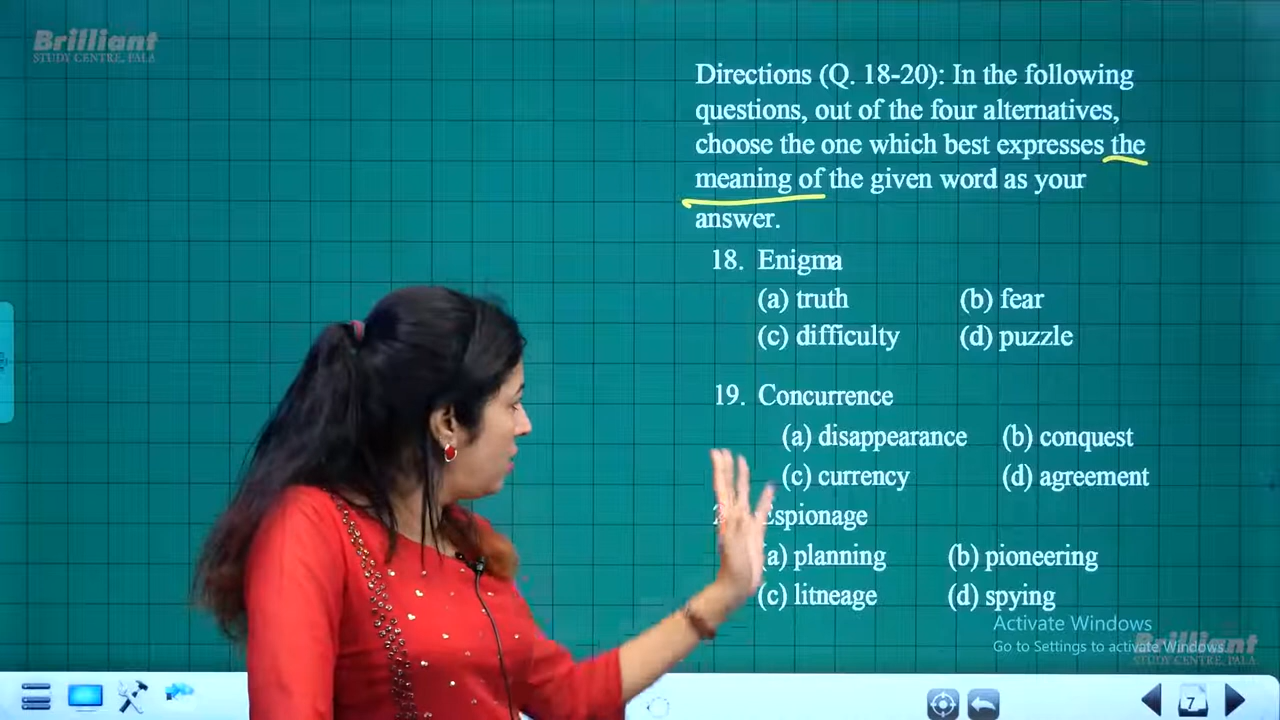 Brilliant
STUDY CENTRE, PALA
Directions (Q. 18-20): In the following
questions, out of the four alternatives,
choose the one which best expresses the
meaning of the given word as your
answer.
18. Enigma
(a) truth (b) fear
(c) difficulty (d) puzzle
19. Concurrence
(a) disappearance (b) conquest
(c) currency (d) agreement
Espionage
(a) planning (b) pioneering
(c) litneage (d) spying
Activate Windows
Go to Settings to activate Windows.
Brilliant
STUDY CENTRE, PALA
7